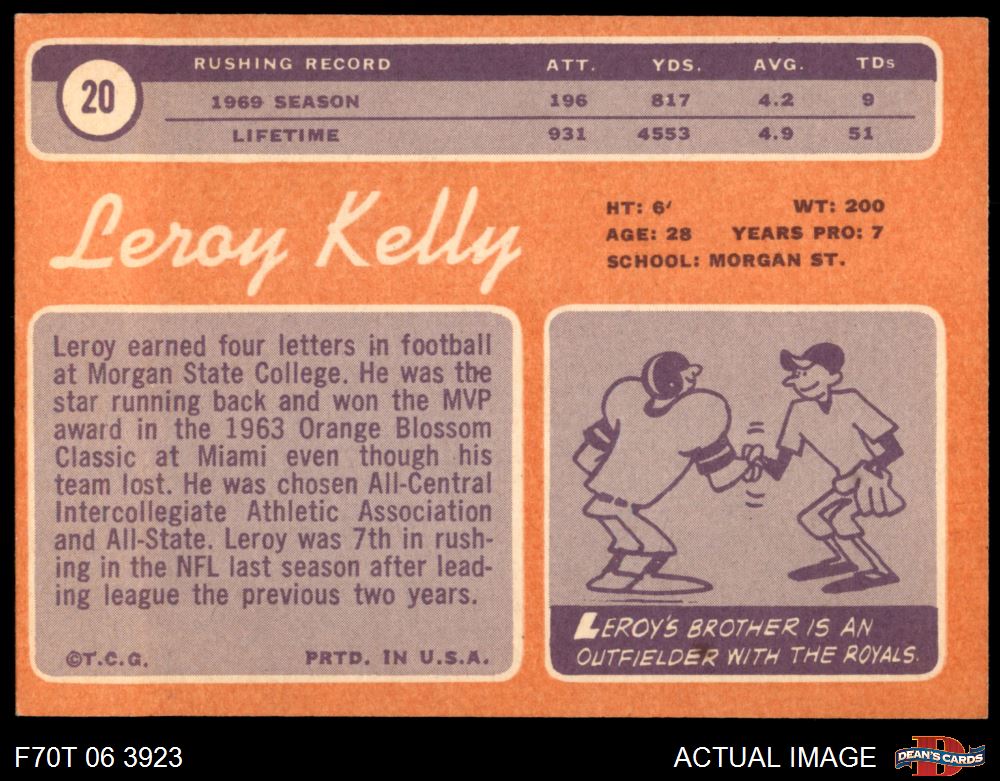 20
RUSHING RECORD ATT. YDS. AVG. TDs
1969 SEASON 196 817 4.2 9
LIFETIME 931 4553 4.9 51
Leroy Kelly
HT: 6' WT: 200
AGE: 28 YEARS PRO: 7
SCHOOL: MORGAN ST.
Leroy earned four letters in football
at Morgan State College. He was the
star running back and won the MVP
award in the 1963 Orange Blossom
Classic at Miami even though his
team lost. He was chosen All-Central
Intercollegiate Athletic Association
and All-State. Leroy was 7th in rush-
ing in the NFL last season after lead-
ing league the previous two years.
©T.C.G. PRTD. IN U.S.A.
LEROY'S BROTHER IS AN
OUTFIELDER WITH THE ROYALS.
F70T 06 3923
ACTUAL IMAGE
D
DEAN'S CARDS